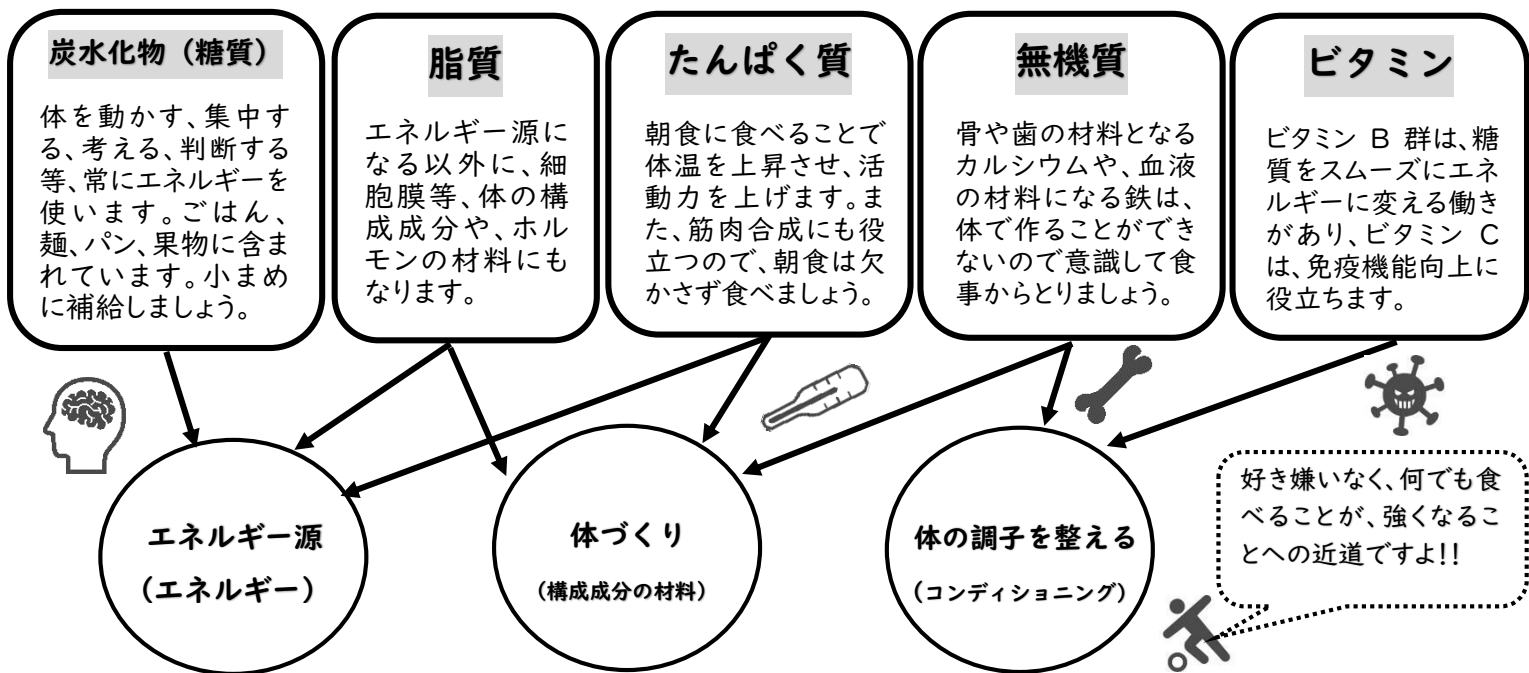 炭水化物（糖質）
体を動かす、集中す
る、考える、判断する
等、常にエネルギーを
使います。ごはん、
麺、パン、果物に含ま
れています。小まめ
に補給しましょう。
脂質
エネルギー源に
なる以外に、細
胞膜等、体の構
成成分や、ホル
モンの材料にも
なります。
たんぱく質
朝食に食べることで
体温を上昇させ、活
動力を上げます。ま
た、筋肉合成にも役
立つので、朝食は欠
かさず食べましょう。
無機質
骨や歯の材料となる
カルシウムや、血液
の材料になる鉄は、
体で作ることができ
ないので意識して食
事からとりましょう。
ビタミン
ビタミン B 群は、糖
質をスムーズにエネ
ルギーに変える働き
があり、ビタミン C
は、免疫機能向上に
役立ちます。
エネルギー源
（エネルギー）
体づくり
（構成成分の材料）
体の調子を整える
（コンディショニング）
好き嫌いなく、何でも食
べることが、強くなるこ
とへの近道ですよ!!